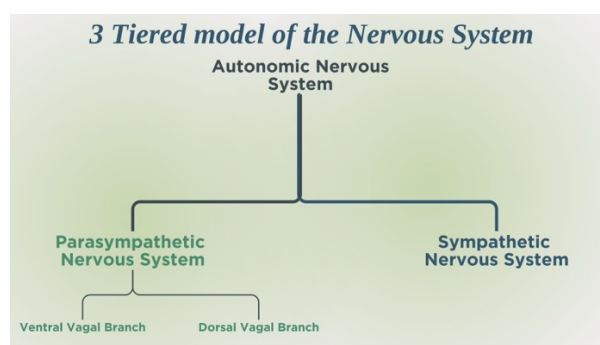 3 Tiered model of the Nervous System
Autonomic Nervous
System
Parasympathetic
Nervous System
Sympathetic
Nervous System
Ventral Vagal Branch
Dorsal Vagal Branch